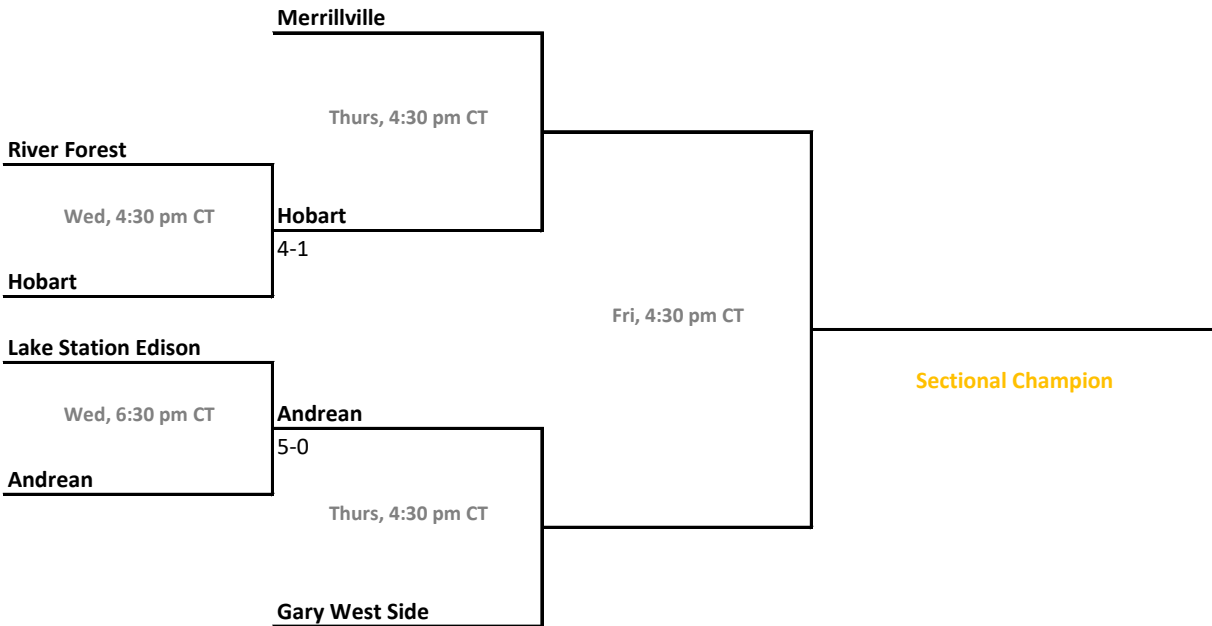 Merrillville
Thurs, 4:30 pm CT
River Forest
Wed, 4:30 pm CT
Hobart
4-1
Hobart
Fri, 4:30 pm CT
Lake Station Edison
Sectional Champion
Wed, 6:30 pm CT
Andrean
5-0
Andrean
Thurs, 4:30 pm CT
Gary West Side